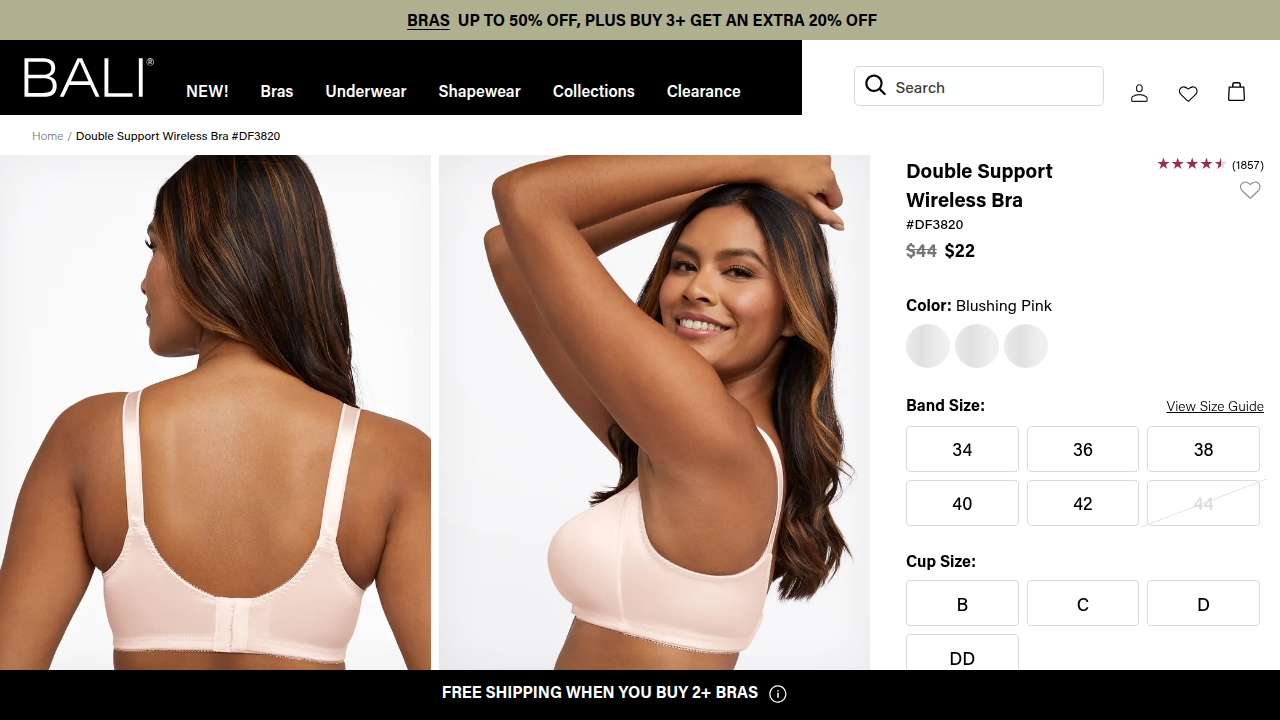 BRAS UP TO 50% OFF, PLUS BUY 3+ GET AN EXTRA 20% OFF
BALI®
NEW! Bras Underwear Shapewear Collections Clearance
Search
Home / Double Support Wireless Bra #DF3820
Double Support
Wireless Bra
(1857)
#DF3820
$44 $22
Color: Blushing Pink
Band Size:
View Size Guide
34 36 38
40 42 44
Cup Size:
B C D
DD
FREE SHIPPING WHEN YOU BUY 2+ BRAS